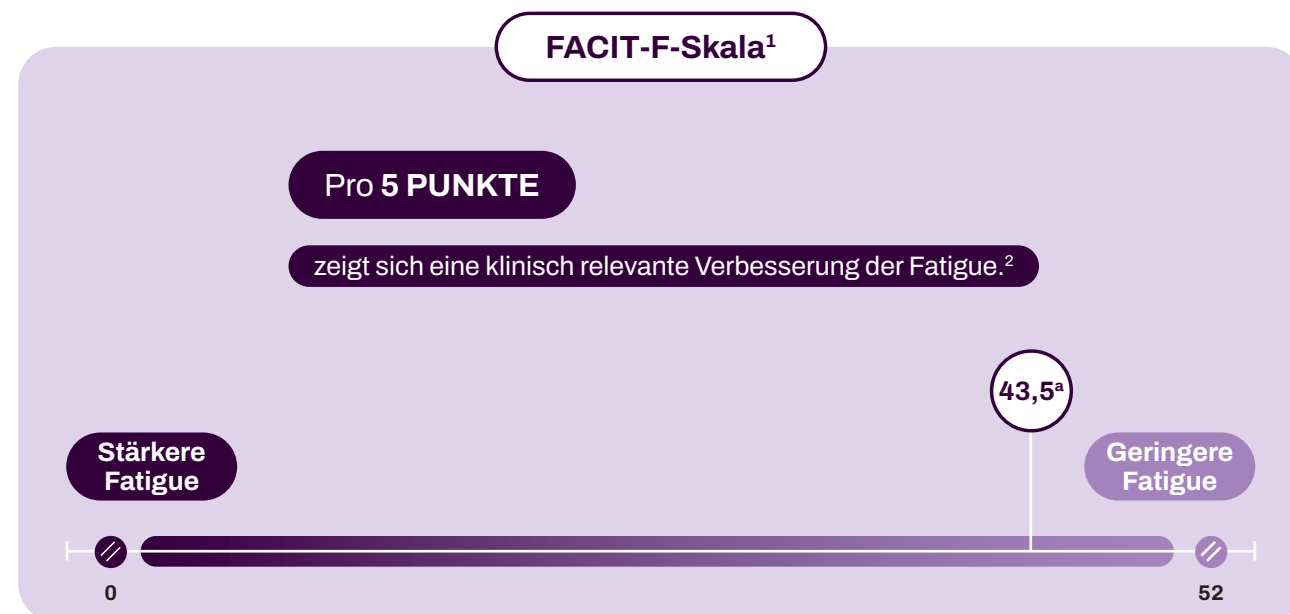 FACIT-F-Skala¹
Pro 5 PUNKTE
zeigt sich eine klinisch relevante Verbesserung der Fatigue.²
43,5ᵃ
Stärkere
Fatigue
Geringere
Fatigue
0
52